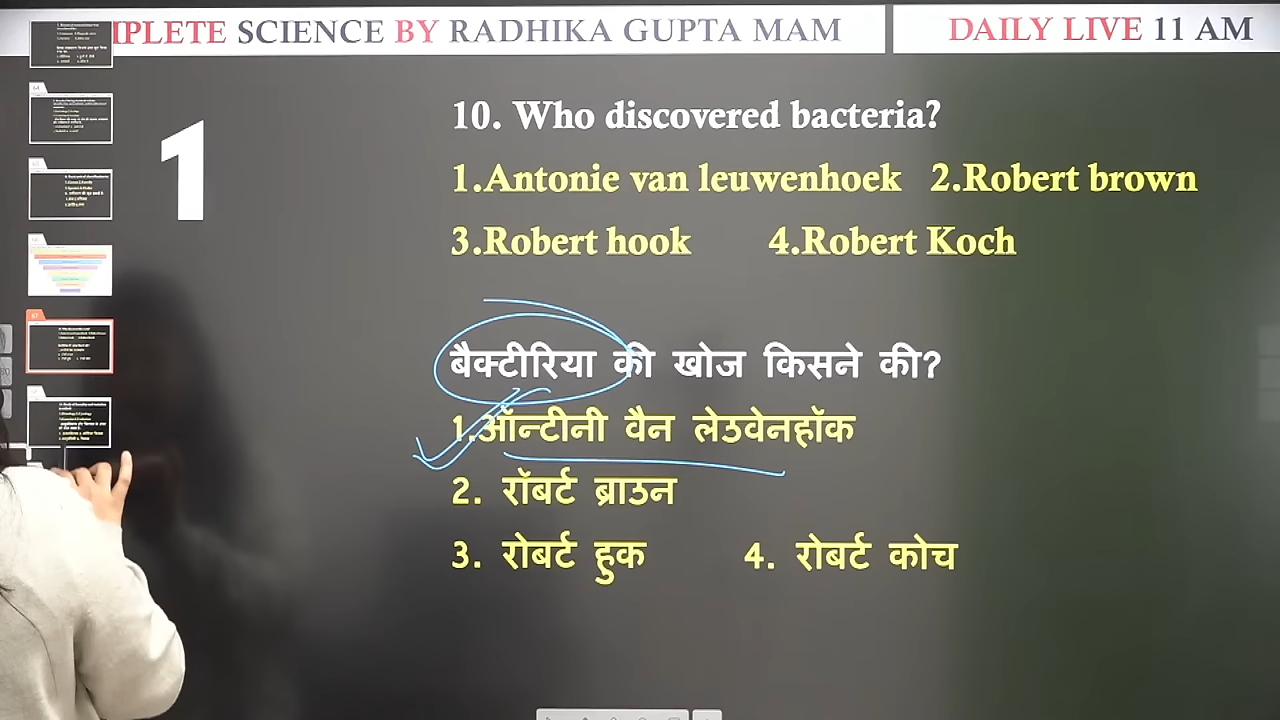 MPLETE SCIENCE BY RADHIKA GUPTA MAM
DAILY LIVE 11 AM
1
10. Who discovered bacteria?
1.Antonie van leuwenhoek 2.Robert brown
3.Robert hook 4.Robert Koch
बैक्टीरिया की खोज किसने की?
1.ऑन्टीनी वैन लेउवेनहॉक
2. रॉबर्ट ब्राउन
3. रोबर्ट हुक 4. रोबर्ट कोच
67